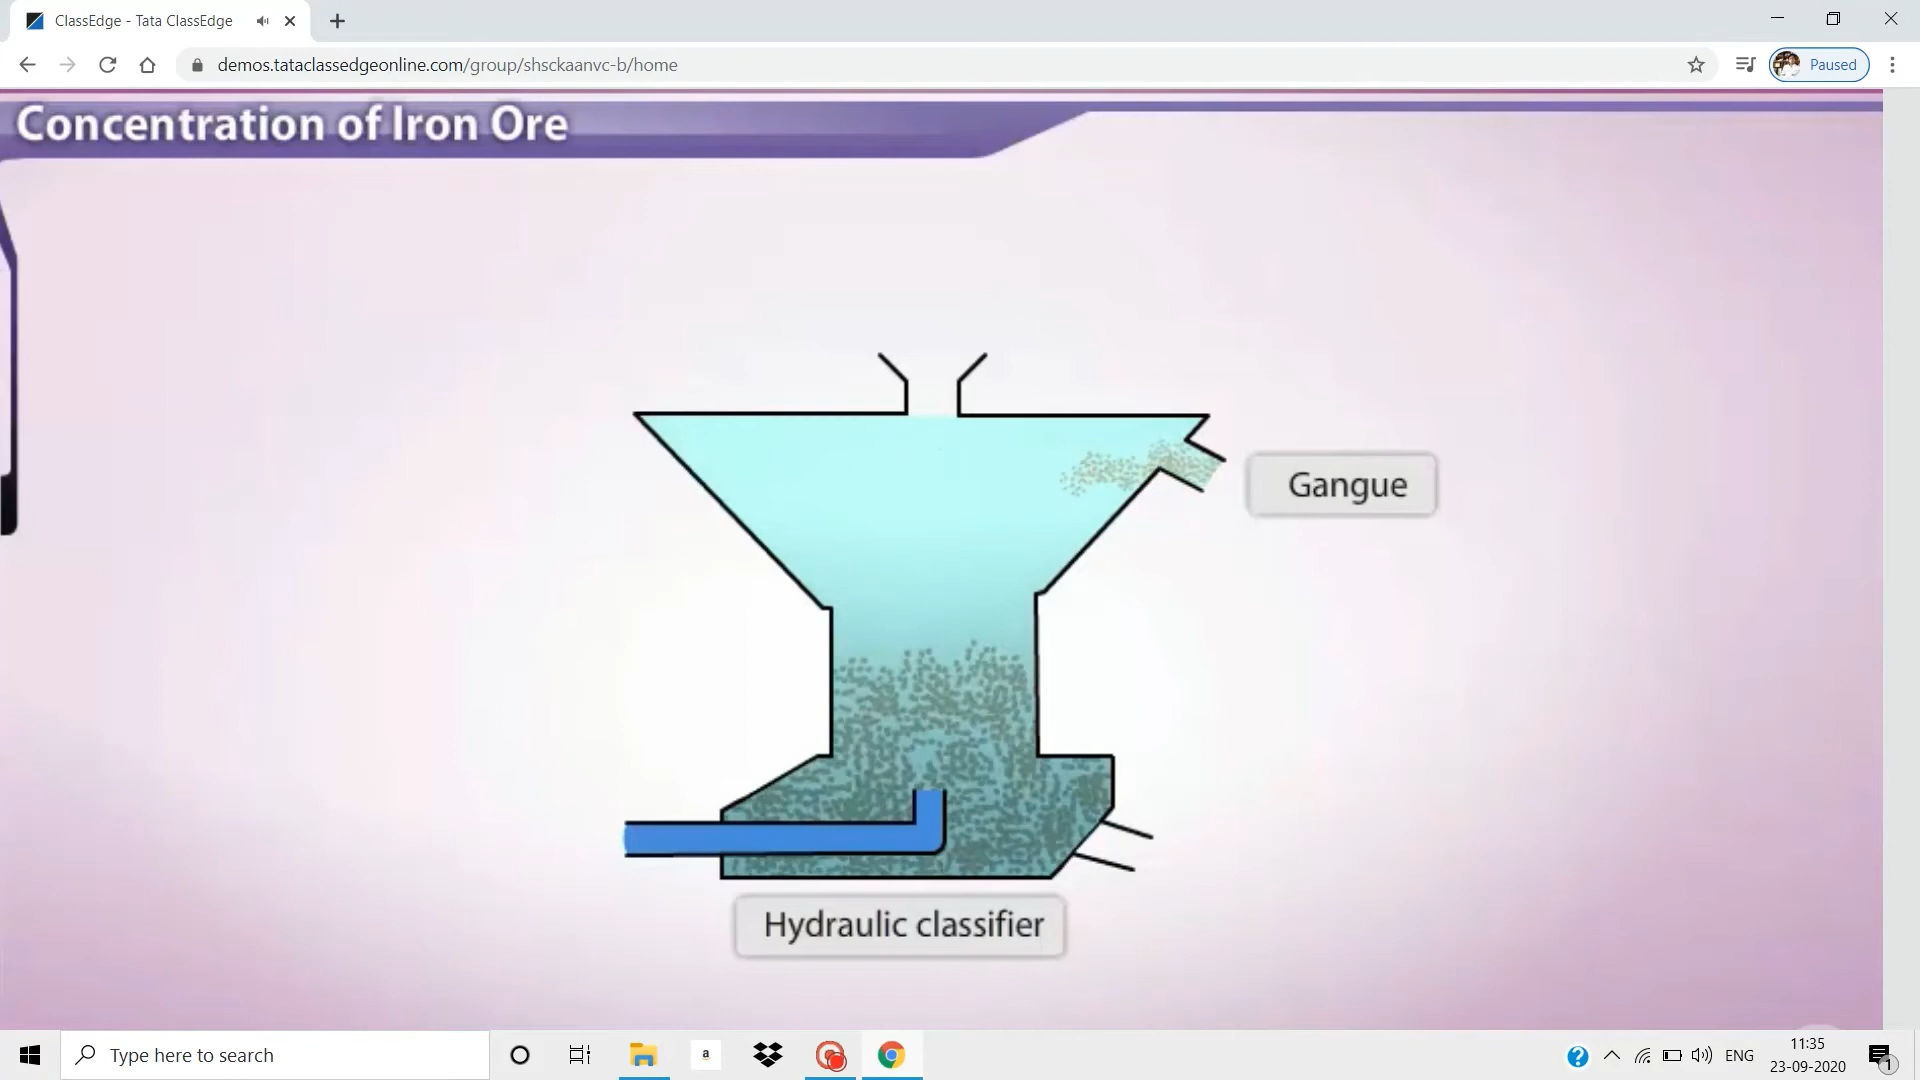 ClassEdge - Tata ClassEdge
demos.tataclassedgeonline.com/group/shsckaanvc-b/home
Paused
Concentration of Iron Ore
Gangue
Hydraulic classifier
Type here to search
a
ENG
11:35
23-09-2020
1